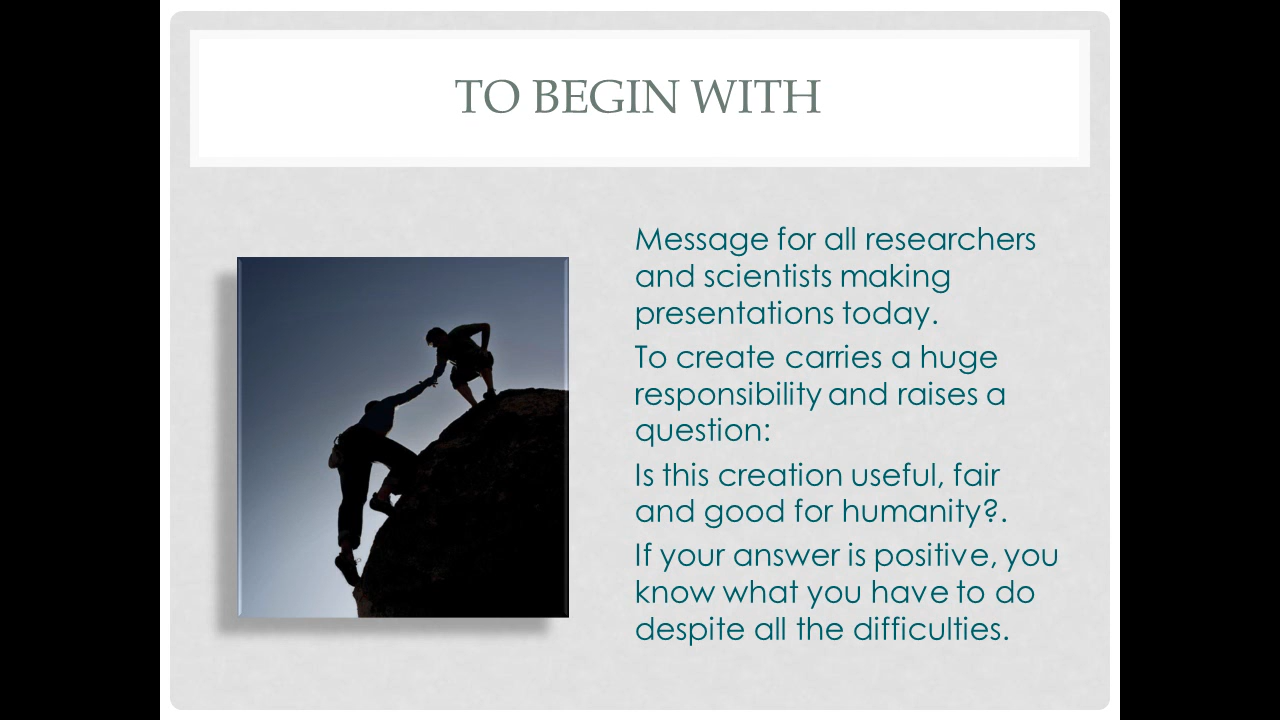 TO BEGIN WITH
Message for all researchers
and scientists making
presentations today.
To create carries a huge
responsibility and raises a
question:
Is this creation useful, fair
and good for humanity?.
If your answer is positive, you
know what you have to do
despite all the difficulties.